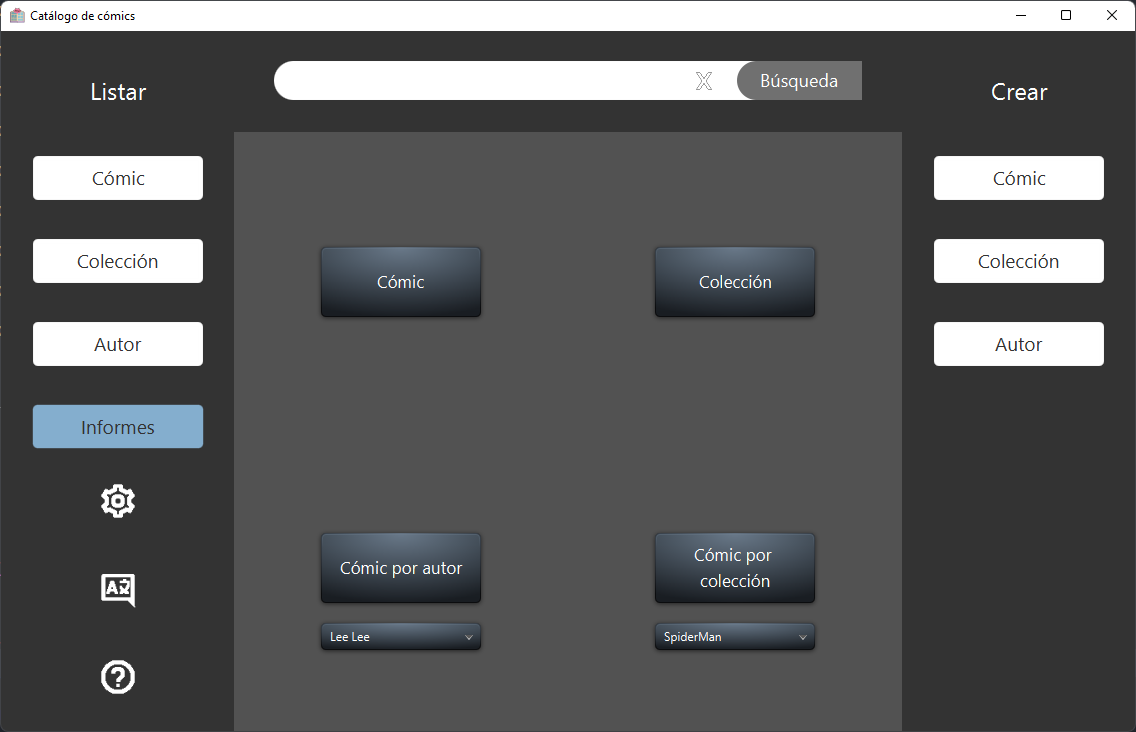 Catálogo de cómics
Listar
X
Búsqueda
Crear
Cómic
Colección
Autor
Informes
Cómic
Colección
Cómic por autor
Lee Lee
Cómic por
colección
SpiderMan
Cómic
Colección
Autor